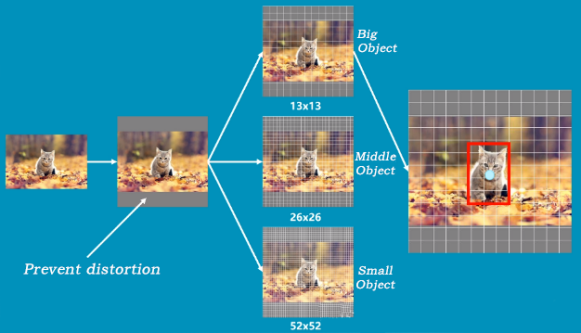 Big
Object
13x13
Middle
Object
26x26
Prevent distortion
Small
Object
52x52